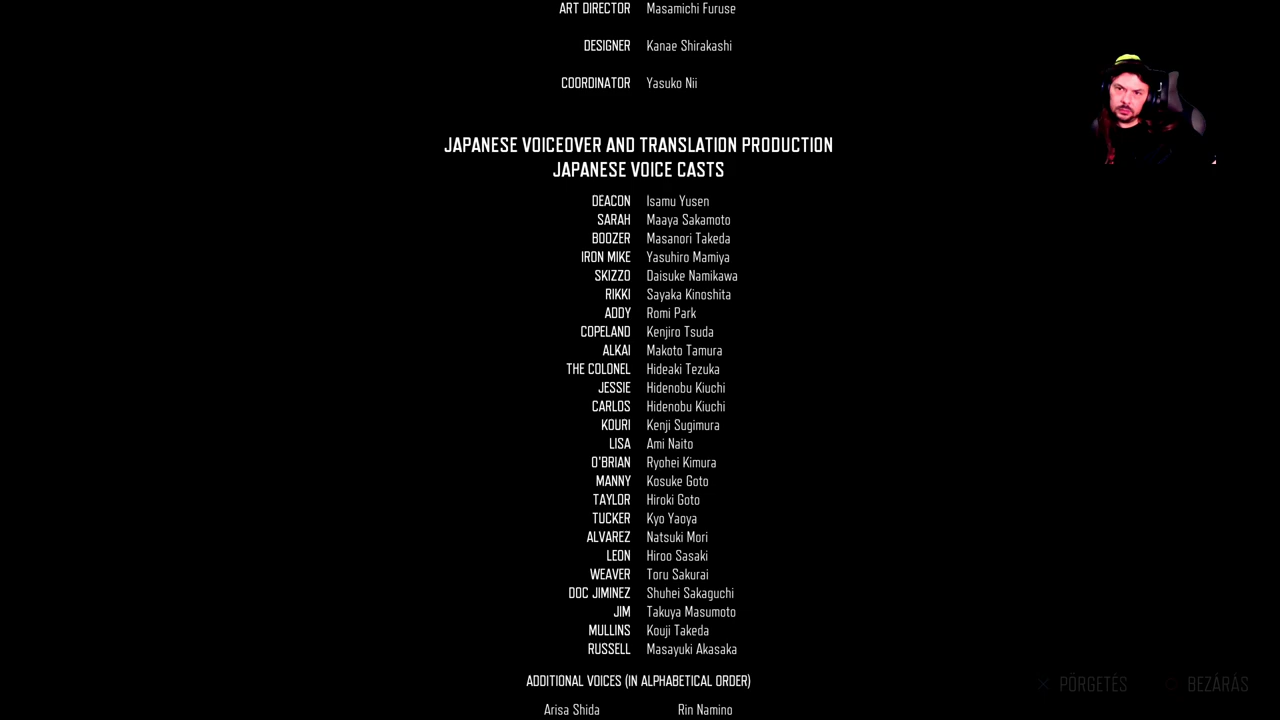 ART DIRECTOR Masamichi Furuse
DESIGNER Kanae Shirakashi
COORDINATOR Yasuko Nii
JAPANESE VOICEOVER AND TRANSLATION PRODUCTION
JAPANESE VOICE CASTS
DEACON Isamu Yusen
SARAH Maaya Sakamoto
BOOZER Masanori Takeda
IRON MIKE Yasuhiro Mamiya
SKIZZO Daisuke Namikawa
RIKKI Sayaka Kinoshita
ADDY Romi Park
COPELAND Kenjiro Tsuda
ALKAI Makoto Tamura
THE COLONEL Hideaki Tezuka
JESSIE Hidenobu Kiuchi
CARLOS Hidenobu Kiuchi
KOURI Kenji Sugimura
LISA Ami Naito
O'BRIAN Ryohei Kimura
MANNY Kosuke Goto
TAYLOR Hiroki Goto
TUCKER Kyo Yaoya
ALVAREZ Natsuki Mori
LEON Hiroo Sasaki
WEAVER Toru Sakurai
DOC JIMINEZ Shuhei Sakaguchi
JIM Takuya Masumoto
MULLINS Kouji Takeda
RUSSELL Masayuki Akasaka
ADDITIONAL VOICES (IN ALPHABETICAL ORDER)
PÖRGETÉS BEZÁRÁS
Arisa Shida Rin Namino